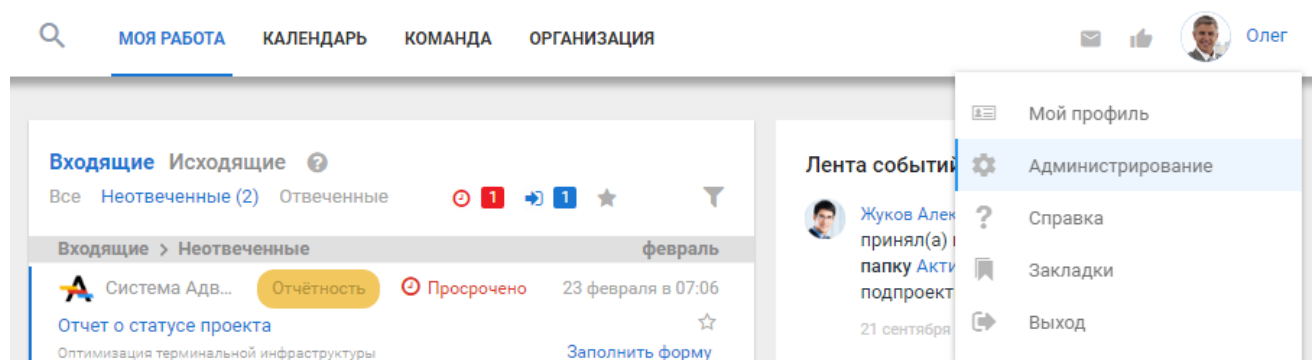 МОЯ РАБОТА КАЛЕНДАРЬ КОМАНДА ОРГАНИЗАЦИЯ Олег
Входящие Исходящие ?
Все Неотвеченные (2) Отвеченные 1 1
Входящие > Неотвеченные февраль
Система Адв... Отчётность Просрочено 23 февраля в 07:06
Отчет о статусе проекта
Оптимизация терминальной инфраструктуры Заполнить форму
Лента событий
Жуков Алек
принял(а)
папку Акти
подпроект
21 сентября
Мой профиль
Администрирование
? Справка
Закладки
Выход